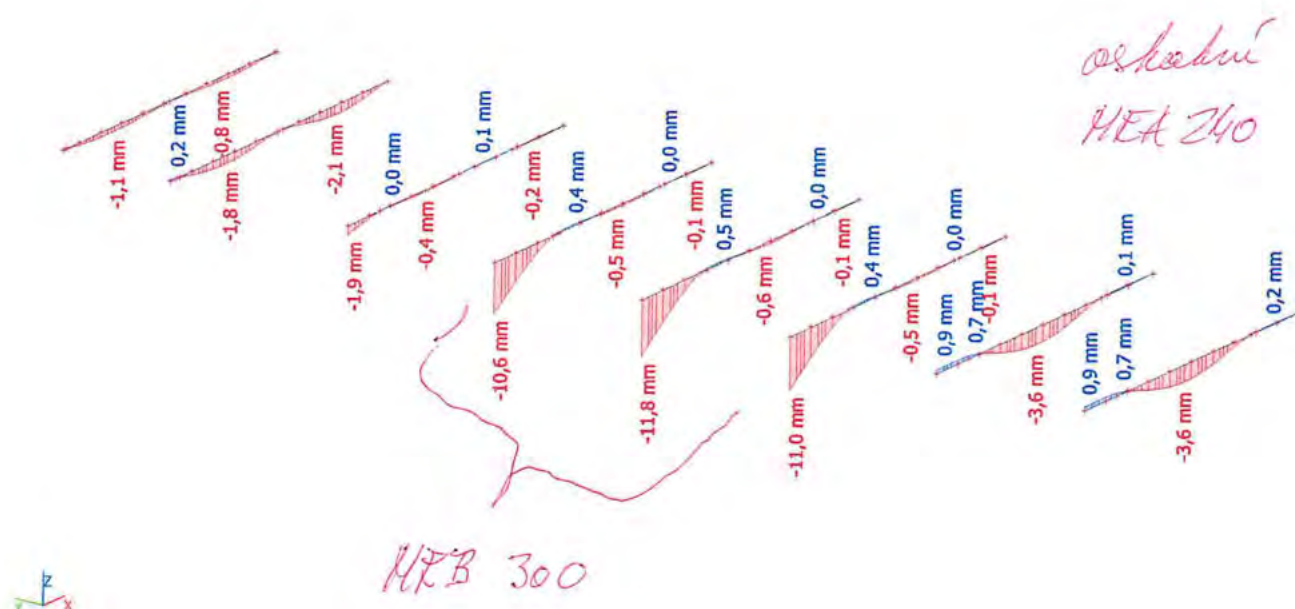 ostatní
HEA 240
-1,1 mm
0,2 mm
-0,8 mm
-1,8 mm
-2,1 mm
-1,9 mm
0,0 mm
-0,4 mm
0,1 mm
-0,2 mm
-10,6 mm
0,4 mm
-0,5 mm
0,0 mm
-0,1 mm
-11,8 mm
0,5 mm
-0,6 mm
0,0 mm
-0,1 mm
-11,0 mm
0,4 mm
-0,5 mm
0,0 mm
-0,1 mm
0,9 mm
0,7 mm
-3,6 mm
0,1 mm
0,9 mm
0,7 mm
-3,6 mm
0,2 mm
HEB 300
Z
Y
X